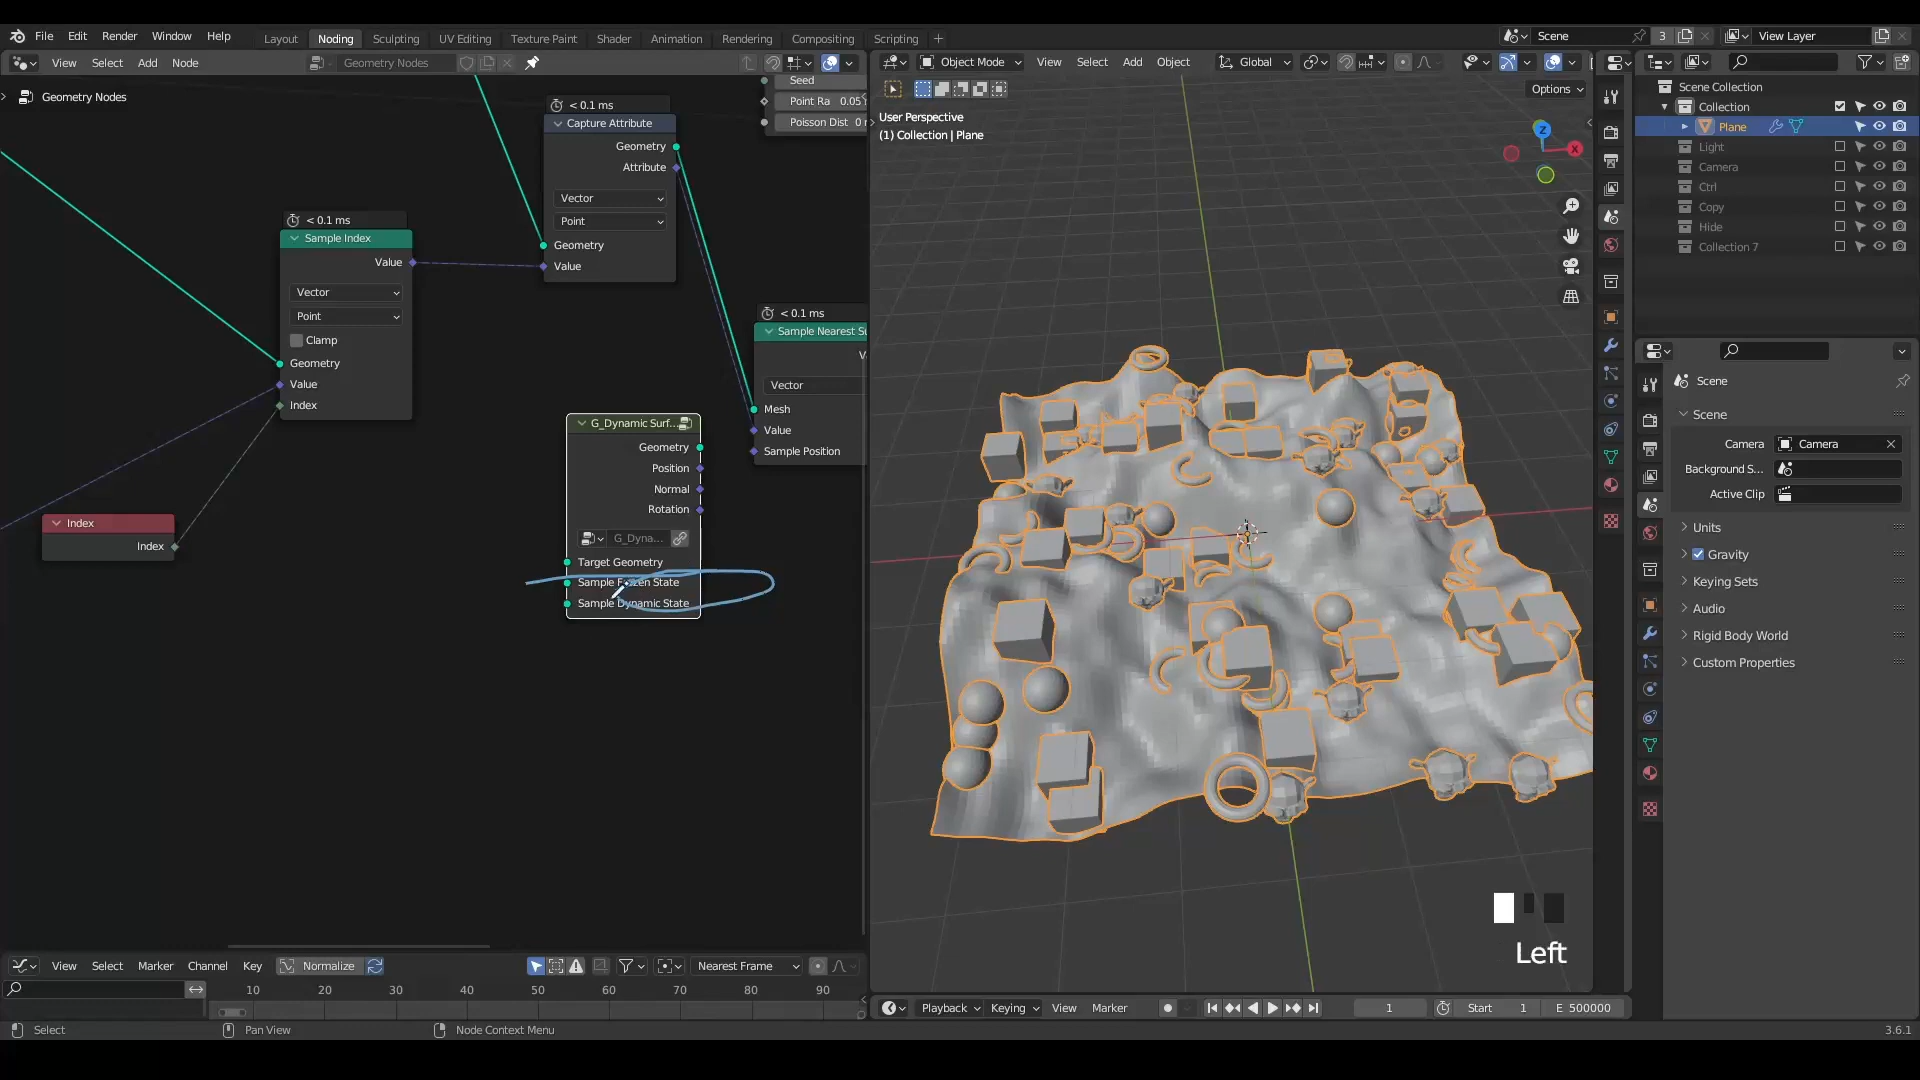 File Edit Render Window Help Layout Noding Sculpting UV Editing Texture Paint Shader Animation Rendering Compositing Scripting Scene 3 View Layer
View Select Add Node Geometry Nodes
Object Mode View Select Add Object Global
Options
Geometry Nodes
Seed
Point Ra 0.05
Poisson Dist 0
< 0.1 ms
Capture Attribute
Geometry
Attribute
Vector
Point
Geometry
Value
< 0.1 ms
Sample Index
Value
Vector
Point
Clamp
Geometry
Value
Index
Index
Index
< 0.1 ms
Sample Nearest Su
Vector
Mesh
Value
Sample Position
G_Dynamic Surf...
Geometry
Position
Normal
Rotation
G_Dyna...
Target Geometry
Sample Frozen State
Sample Dynamic State
User Perspective
(1) Collection | Plane
Z
X
Left
Scene Collection
Collection
Plane
Light
Camera
Ctrl
Copy
Hide
Collection 7
Scene
Scene
Camera Camera
Background S...
Active Clip
Units
Gravity
Keying Sets
Audio
Rigid Body World
Custom Properties
View Select Marker Channel Key Normalize Nearest Frame
10 20 30 40 50 60 70 80 90
Playback Keying View Marker 1 Start 1 E 500000
Select Pan View Node Context Menu 3.6.1